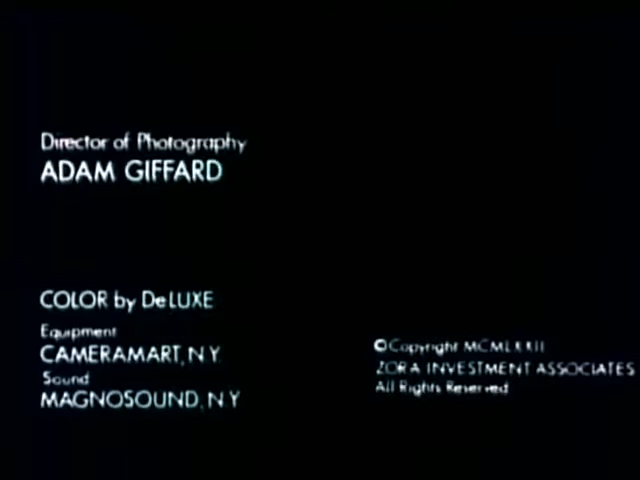 Director of Photography
ADAM GIFFARD
COLOR by DeLUXE
Equipment
CAMERAMART, N Y
Sound
MAGNOSOUND, N Y
©Copyright MCMLXXII
ZORA INVESTMENT ASSOCIATES
All Rights Reserved